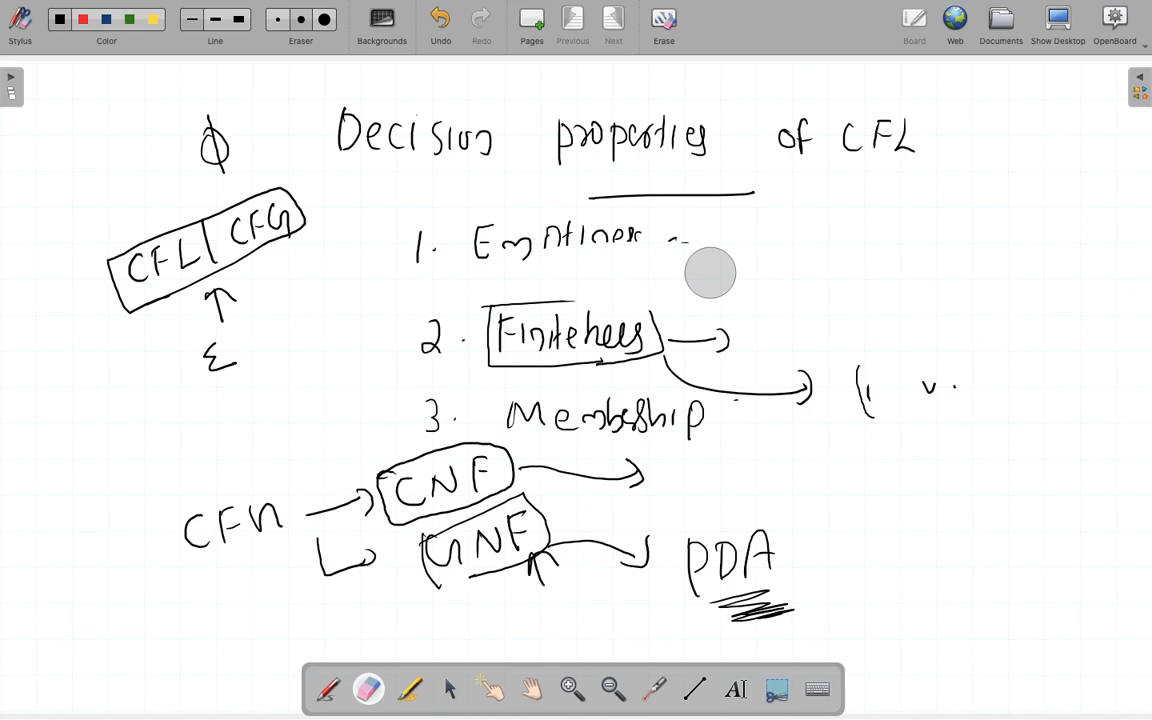 Stylus Color Line Eraser Backgrounds Undo Redo Pages Previous Next Erase Board Web Documents Show Desktop OpenBoard
Φ Decision properties of CFL
CFL | CFG
1. Emptiness
ε
2. Finiteness
3. Membership
CNF
CFG
GNF
PDA